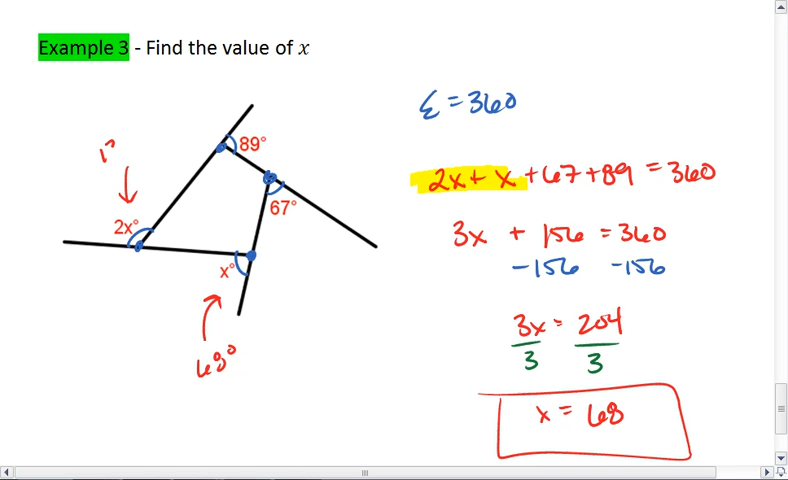 Example 3 - Find the value of x
Σ = 360
89°
2x + x + 67 + 89 = 360
67°
2x°
3x + 156 = 360
-156 -156
x°
3x = 204
3 3
68°
x = 68